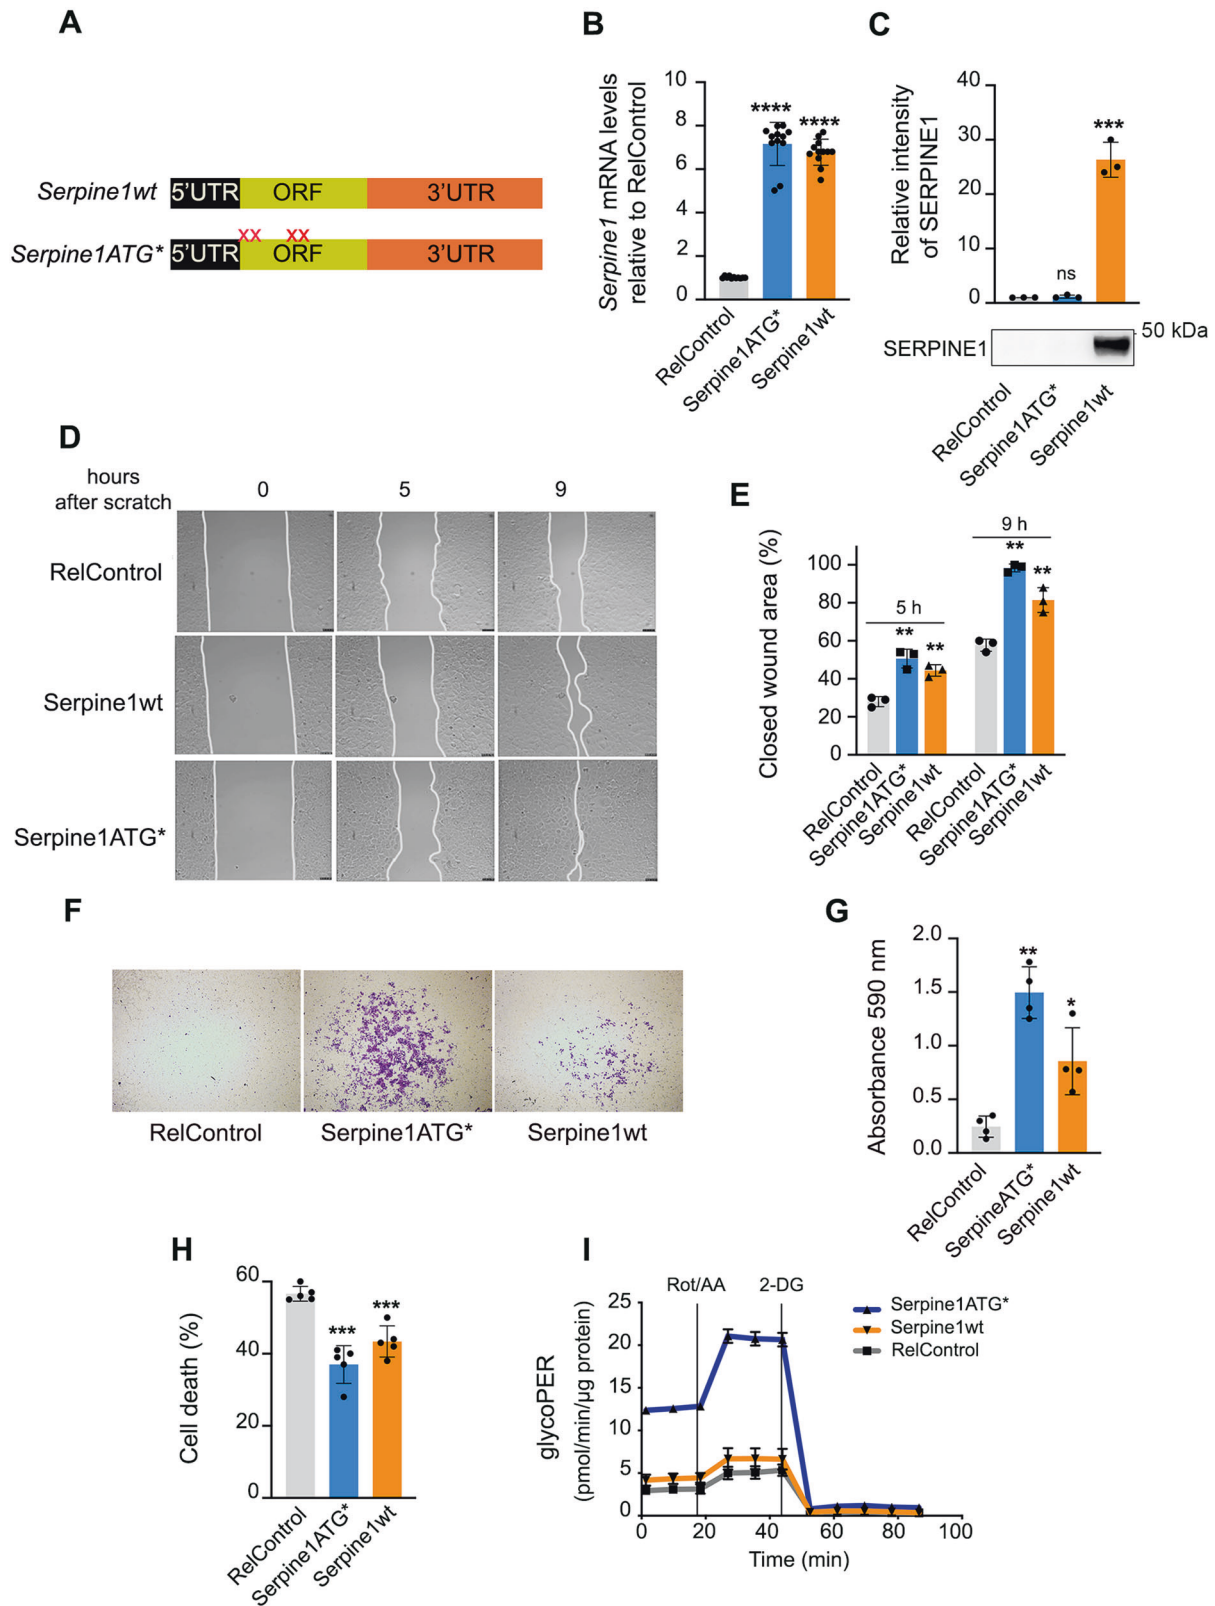 A
Serpine1wt
5'UTR ORF 3'UTR
XX XX
Serpine1ATG*
5'UTR ORF 3'UTR
B
Serpine1 mRNA levels
relative to RelControl
10
8
6
4
2
0
****
****
RelControl
Serpine1ATG*
Serpine1wt
C
Relative intensity
of SERPINE1
40
30
20
10
0
ns
***
SERPINE1
50 kDa
RelControl
Serpine1ATG*
Serpine1wt
D
hours
after scratch
0 5 9
RelControl
Serpine1wt
Serpine1ATG*
E
Closed wound area (%)
100
80
60
40
20
0
5 h
**
**
9 h
**
**
RelControl
Serpine1ATG*
Serpine1wt
RelControl
Serpine1ATG*
Serpine1wt
F
RelControl
Serpine1ATG*
Serpine1wt
G
Absorbance 590 nm
2.0
1.5
1.0
0.5
0.0
**
*
RelControl
SerpineATG*
Serpine1wt
H
Cell death (%)
60
40
20
0
***
***
RelControl
Serpine1ATG*
Serpine1wt
I
glycoPER
(pmol/min/µg protein)
25
20
15
10
5
0
Rot/AA
2-DG
Serpine1ATG*
Serpine1wt
RelControl
0 20 40 60 80 100
Time (min)